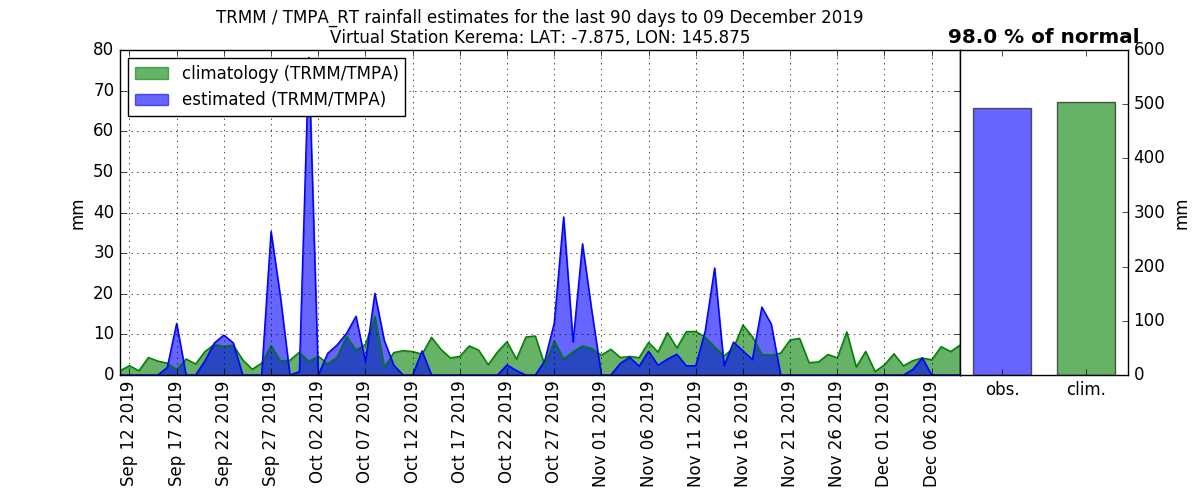 TRMM / TMPA_RT rainfall estimates for the last 90 days to 09 December 2019
Virtual Station Kerema: LAT: -7.875, LON: 145.875
98.0 % of normal
climatology (TRMM/TMPA)
estimated (TRMM/TMPA)
80
70
60
50
40
30
20
10
0
mm
Sep 12 2019
Sep 17 2019
Sep 22 2019
Sep 27 2019
Oct 02 2019
Oct 07 2019
Oct 12 2019
Oct 17 2019
Oct 22 2019
Oct 27 2019
Nov 01 2019
Nov 06 2019
Nov 11 2019
Nov 16 2019
Nov 21 2019
Nov 26 2019
Dec 01 2019
Dec 06 2019
obs.
clim.
600
500
400
300
200
100
0
mm